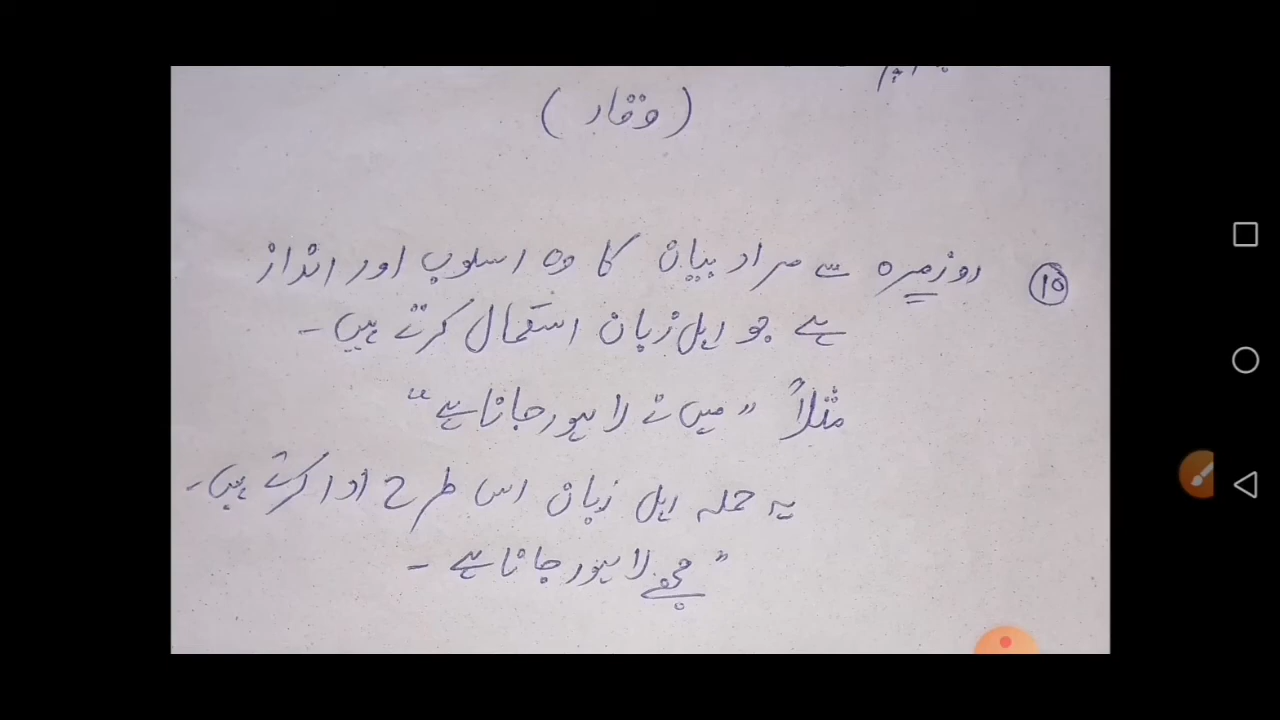 (وقار)
۱۵ روزمرہ سے مراد بیان کا وہ اسلوب اور انداز
ہے جو اہل زبان استعمال کرتے ہیں۔
مثلاً "میں نے لاہور جانا ہے"
یہ جملہ اہل زبان اس طرح ادا کرتے ہیں۔
"مجھے لاہور جانا ہے۔